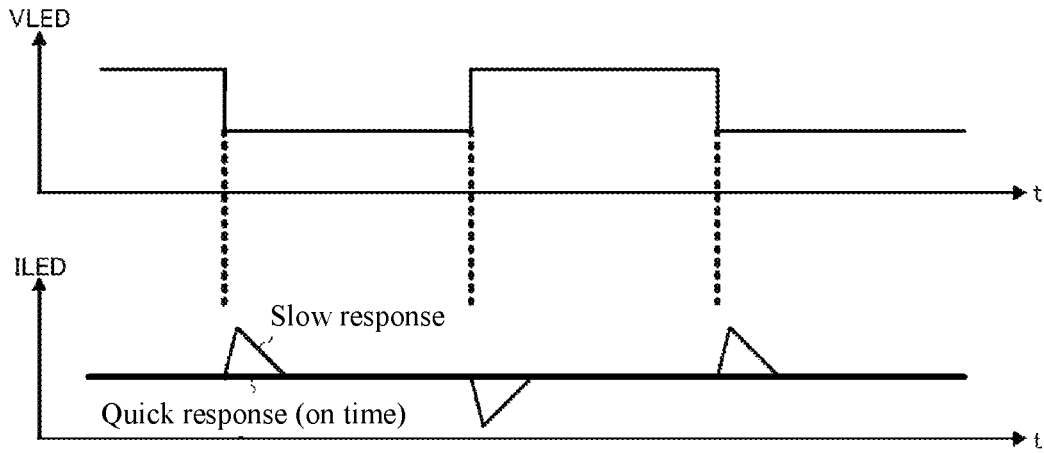 VLED
t
ILED
Slow response
Quick response (on time)
t